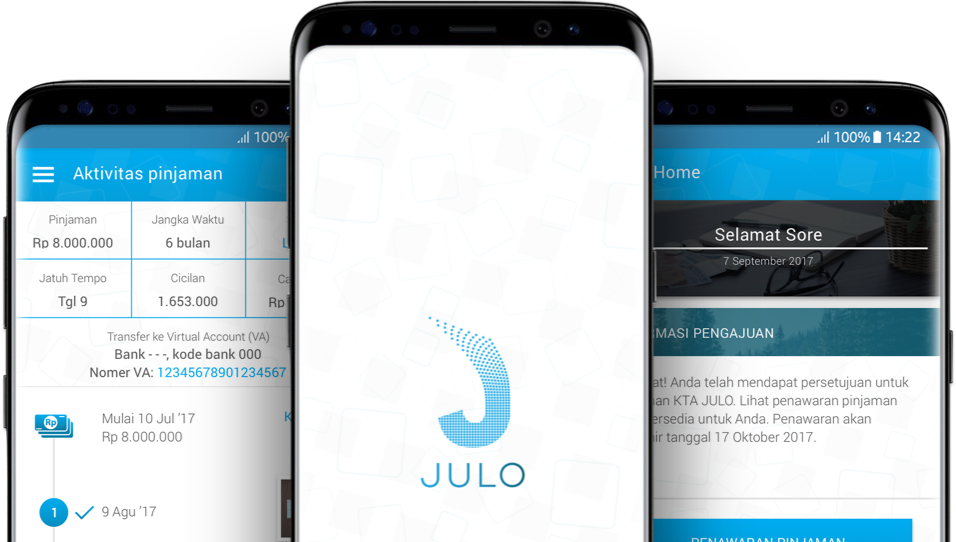 100%
Aktivitas pinjaman
Pinjaman
Jangka Waktu
Rp 8.000.000
6 bulan
Jatuh Tempo
Cicilan
Tgl 9
1.653.000
Rp
Transfer ke Virtual Account (VA)
Bank - - -, kode bank 000
Nomer VA: 12345678901234567
Mulai 10 Jul ’17
Rp 8.000.000
1
9 Agu ’17
Rp
JULO
100% 14:22
Home
Selamat Sore
7 September 2017
RMASI PENGAJUAN
at! Anda telah mendapat persetujuan untuk
man KTA JULO. Lihat penawaran pinjaman
ersedia untuk Anda. Penawaran akan
ir tanggal 17 Oktober 2017.
PENAWARAN PINJAMAN